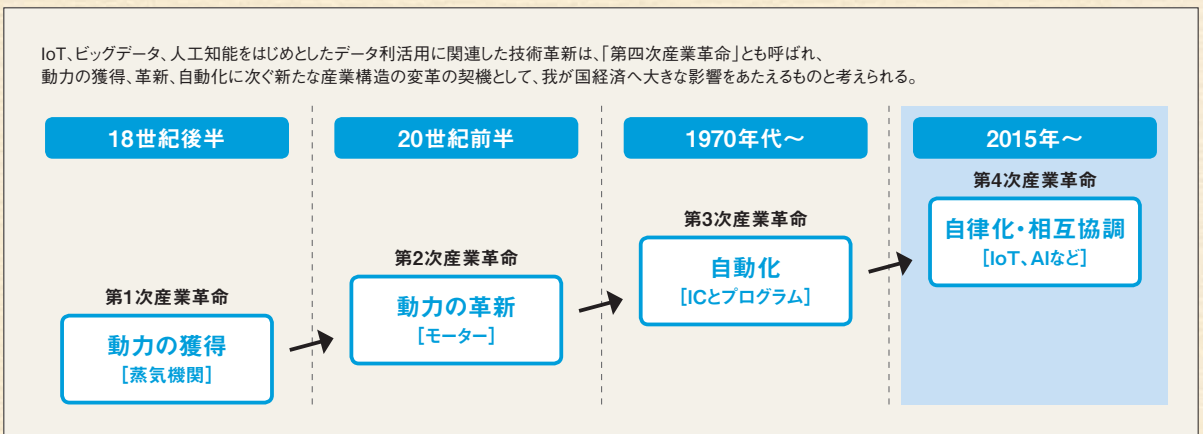 IoT、ビッグデータ、人工知能をはじめとしたデータ利活用に関連した技術革新は、「第四次産業革命」とも呼ばれ、
動力の獲得、革新、自動化に次ぐ新たな産業構造の変革の契機として、我が国経済へ大きな影響をあたえるものと考えられる。
18世紀後半
第1次産業革命
動力の獲得
[蒸気機関]
20世紀前半
第2次産業革命
動力の革新
[モーター]
1970年代～
第3次産業革命
自動化
[ICとプログラム]
2015年～
第4次産業革命
自律化・相互協調
[IoT、AIなど]